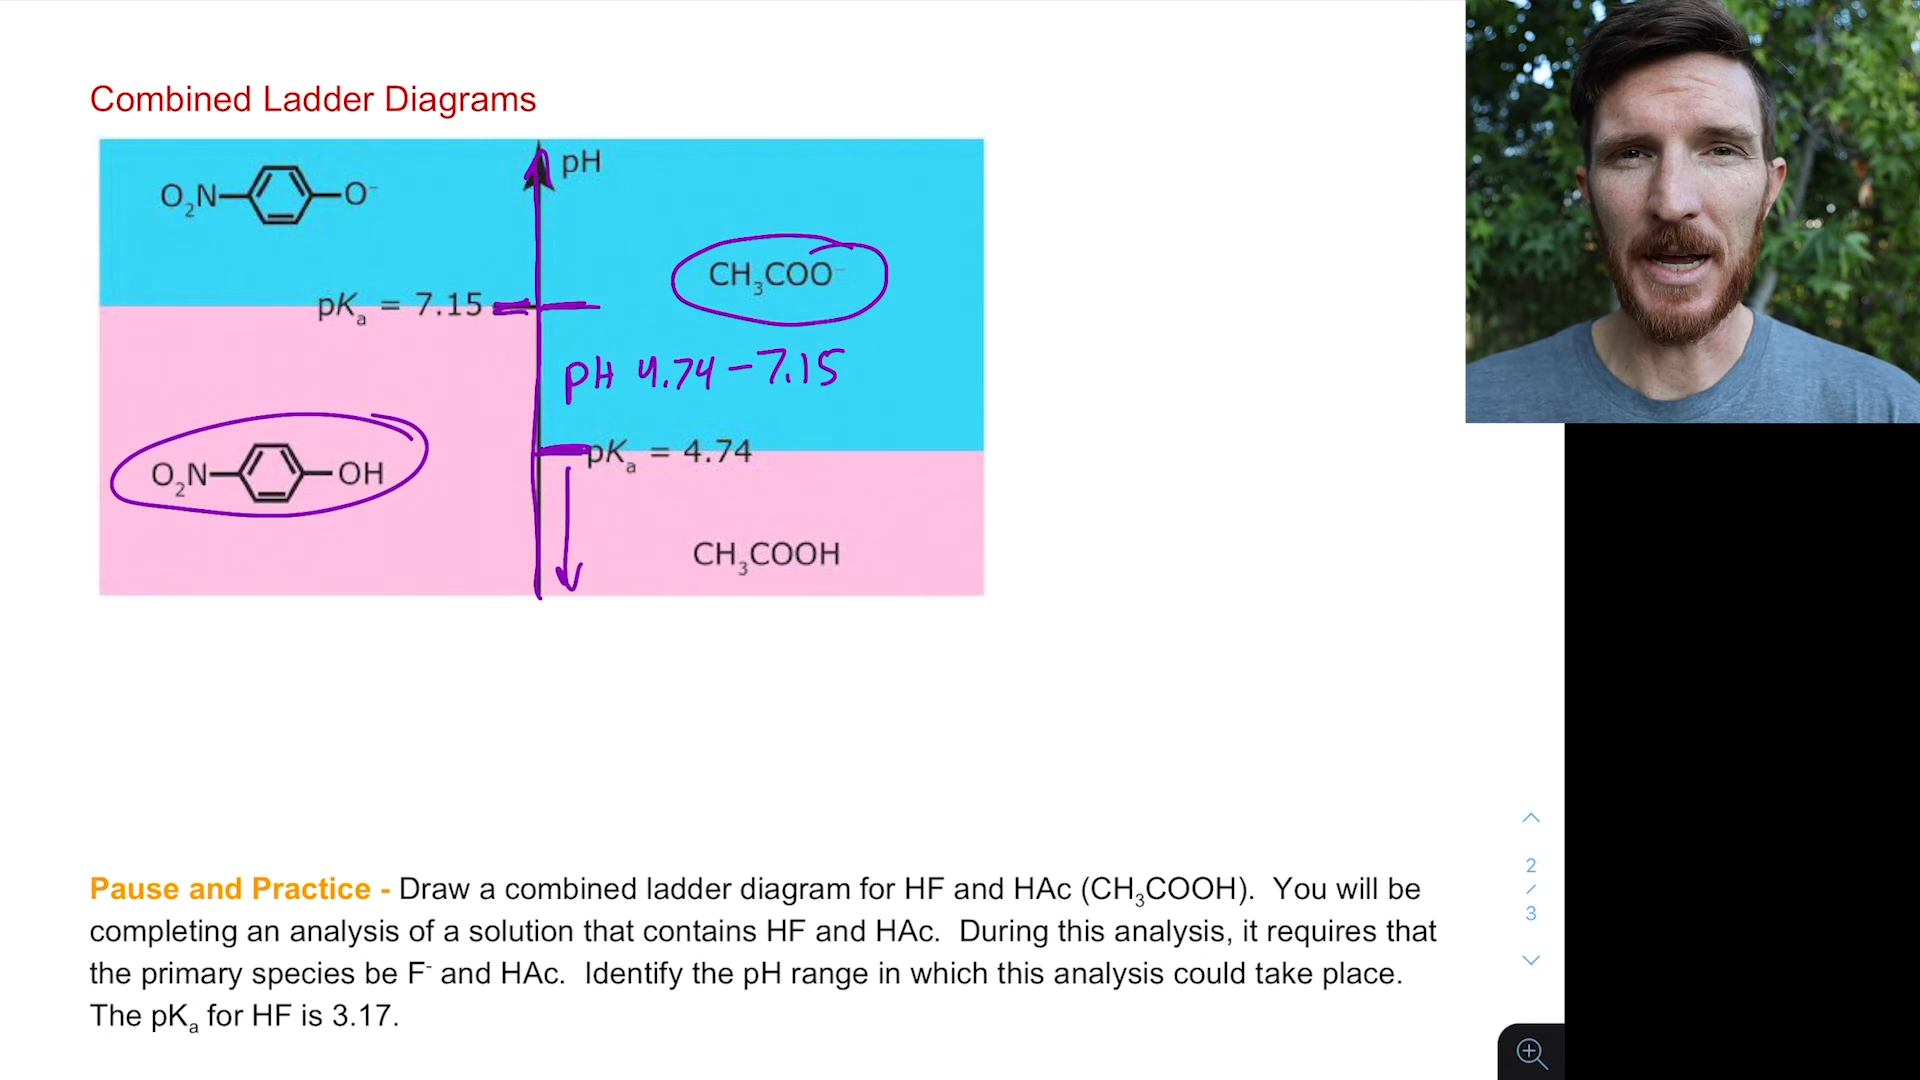 Combined Ladder Diagrams
pH
O₂N O⁻
CH₃COO⁻
pKₐ = 7.15
pH 4.74 - 7.15
pKₐ = 4.74
O₂N OH
CH₃COOH
Pause and Practice - Draw a combined ladder diagram for HF and HAc (CH₃COOH). You will be
completing an analysis of a solution that contains HF and HAc. During this analysis, it requires that
the primary species be F⁻ and HAc. Identify the pH range in which this analysis could take place.
The pKₐ for HF is 3.17.
2
/
3